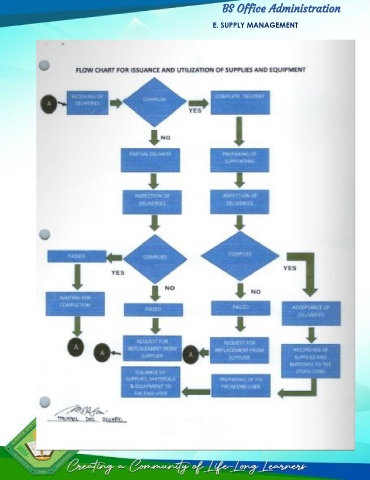 BS Office Administration
E. SUPPLY MANAGEMENT
FLOW CHART FOR ISSUANCE AND UTILIZATION OF SUPPLIES AND EQUIPMENT
A
RECEIVING OF
DELIVERIES
COMPLIES
YES
COMPLETE DELIVERY
NO
PARTIAL DELIVERY
PREPARING OF
SUPPORTING
INSPECTION OF
DELIVERIES
INSPECTION OF
DELIVERIES
PASSED
YES
COMPLIES
COMPLIES
YES
NO
NO
WAITING FOR
COMPLETION
FAILED
FAILED
ACCEPTANCE OF
DELIVERIES
A
A
REQUEST FOR
REPLACEMENT FROM
SUPPLIER
A
REQUEST FOR
REPLACEMENT FROM
SUPPLIER
RECORDING OF
SUPPLIES AND
MATERIAL TO THE
STOCK CARD
ISSUANCE OF
SUPPLIES, MATERIALS
& EQUIPMENT TO
THE END USER
PREPARING OF RIS
FROM END USER
Creating a Community of Life-Long Learners